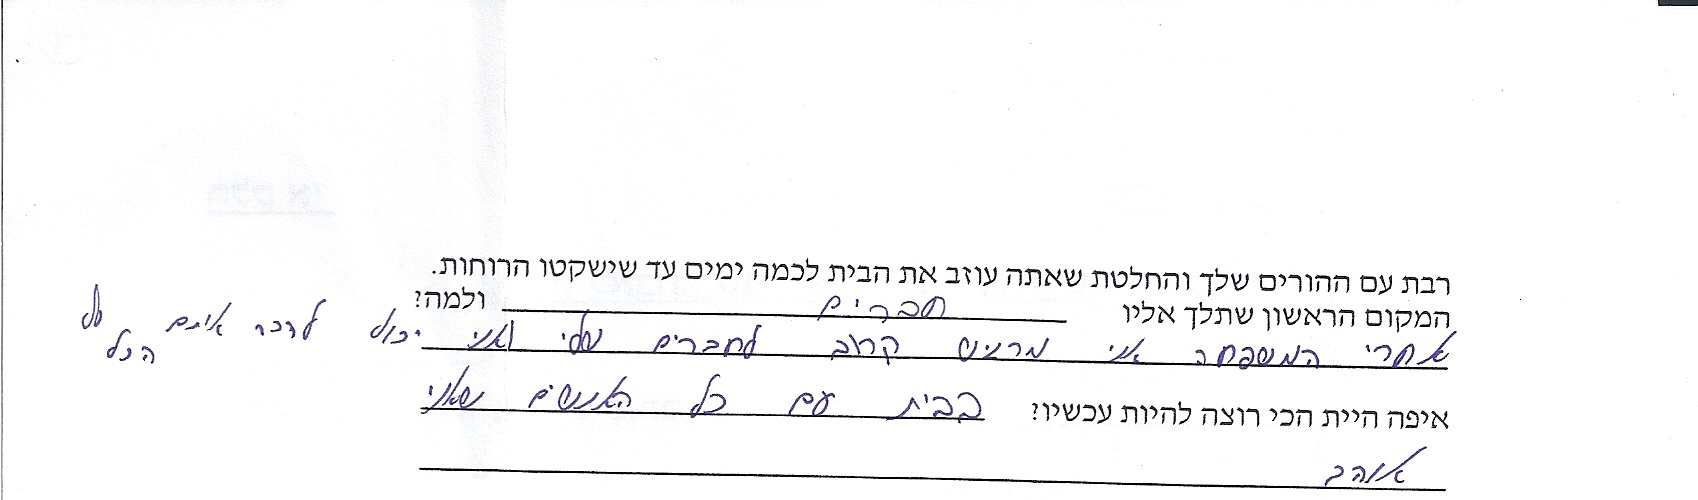 רבת עם ההורים שלך והחלטת שאתה עוזב את הבית לכמה ימים עד שישקטו הרוחות.
המקום הראשון שתלך אליו חברים ולמה?
אחרי המשפחה אני מרגיש קרוב לחברים שלי ואני יכול לדבר איתם על
הכל
איפה היית הכי רוצה להיות עכשיו? בבית עם כל האנשים שאני
אוהב